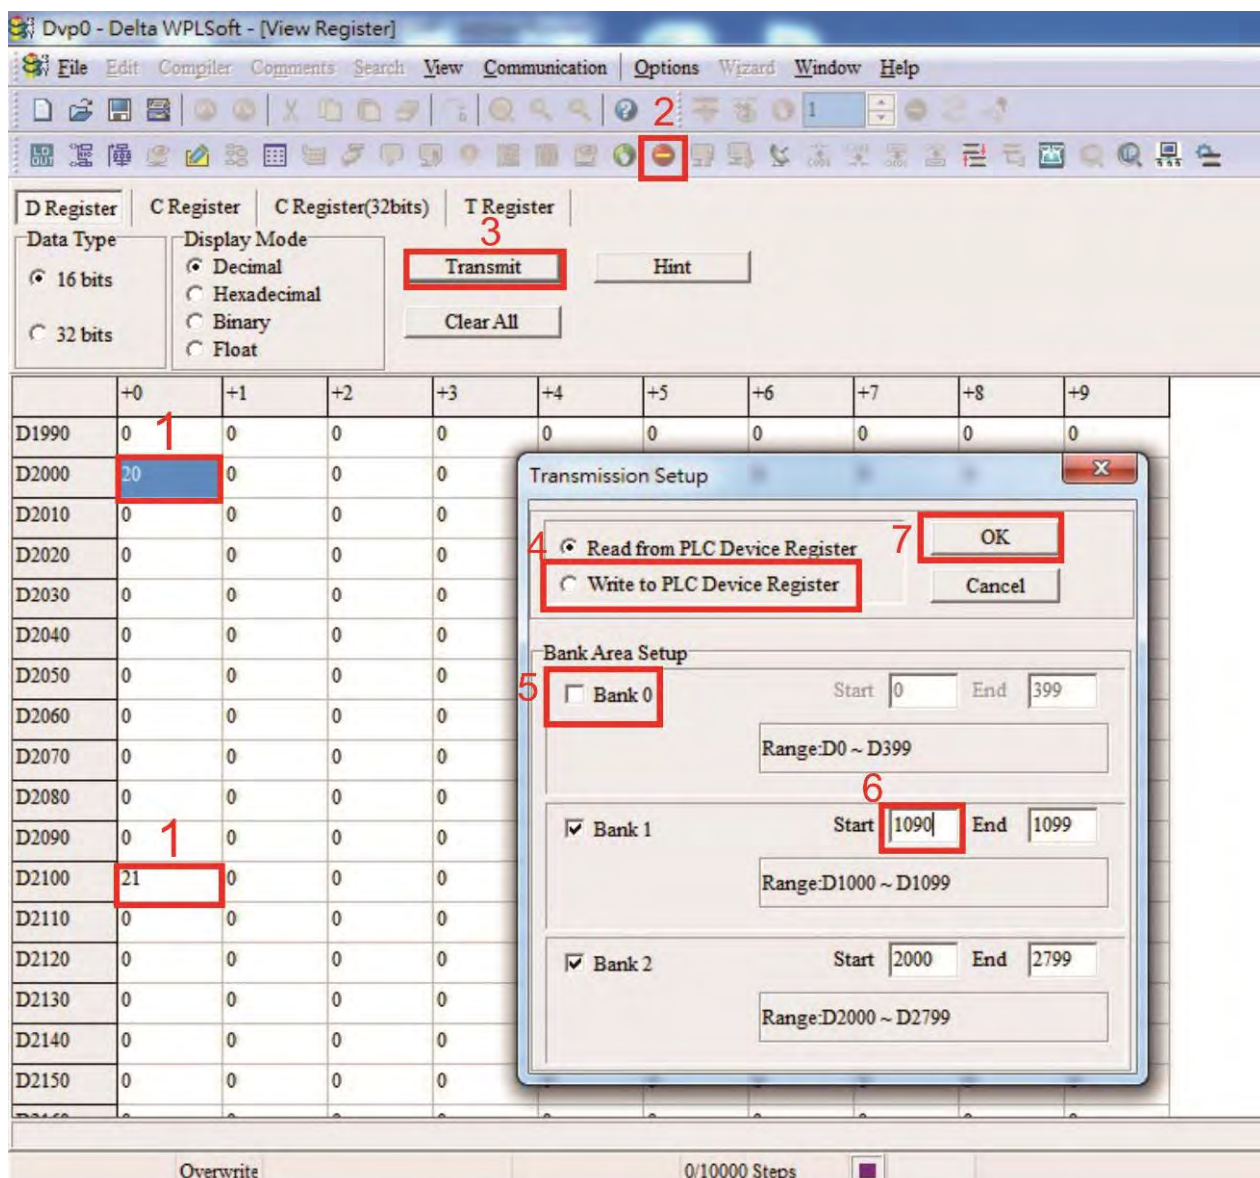 Dvp0 - Delta WPLSoft - [View Register]
File Edit Compiler Comments Search View Communication Options Wizard Window Help
2 1
D Register C Register C Register(32bits) T Register
3
Data Type Display Mode
16 bits Decimal Transmit Hint
Hexadecimal
32 bits Binary Clear All
Float
+0 +1 +2 +3 +4 +5 +6 +7 +8 +9
D1990 0 1 0 0 0 0 0 0 0 0 0
D2000 20 0 0 0
D2010 0 0 0 0
D2020 0 0 0 0
D2030 0 0 0 0
D2040 0 0 0 0
D2050 0 0 0 0
D2060 0 0 0 0
D2070 0 0 0 0
D2080 0 0 0 0
D2090 0 1 0 0 0
D2100 21 0 0 0
D2110 0 0 0 0
D2120 0 0 0 0
D2130 0 0 0 0
D2140 0 0 0 0
D2150 0 0 0 0
Transmission Setup
4 Read from PLC Device Register 7 OK
Write to PLC Device Register Cancel
Bank Area Setup
5 Bank 0 Start 0 End 399
Range:D0 ~ D399
6
Bank 1 Start 1090 End 1099
Range:D1000 ~ D1099
Bank 2 Start 2000 End 2799
Range:D2000 ~ D2799
Overwrite 0/10000 Steps